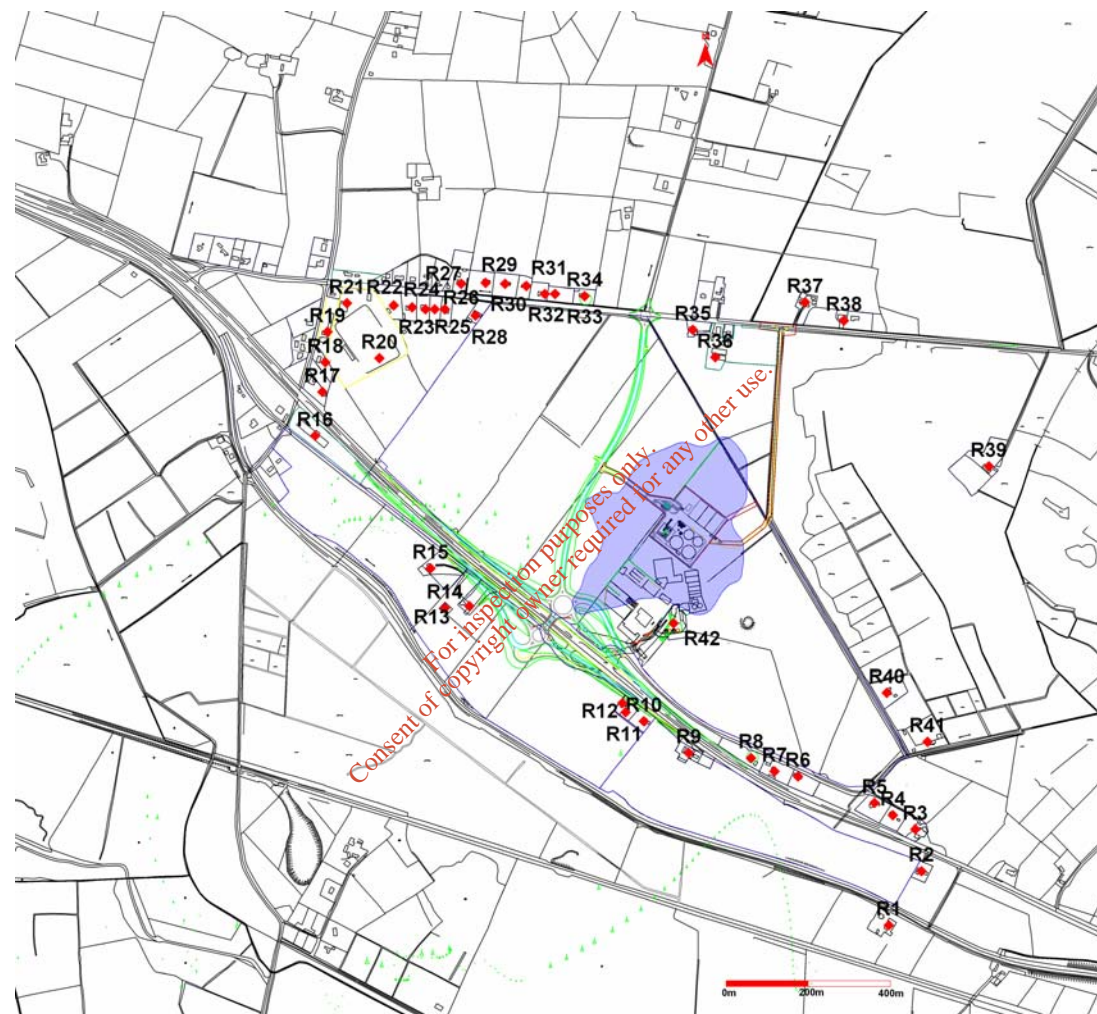 R31
R27
R29
R34
R37
R21
R22
R24
R26
R38
R30
R32
R33
R35
R19
R23
R25
R28
R36
R18
R20
R17
R16
R39
R15
R14
R13
R42
R40
R12
R10
R11
R41
R9
R8
R7
R6
R5
R4
R3
R2
R1
For inspection purposes only.
Consent of copyright owner required for any other use.
0m 200m 400m